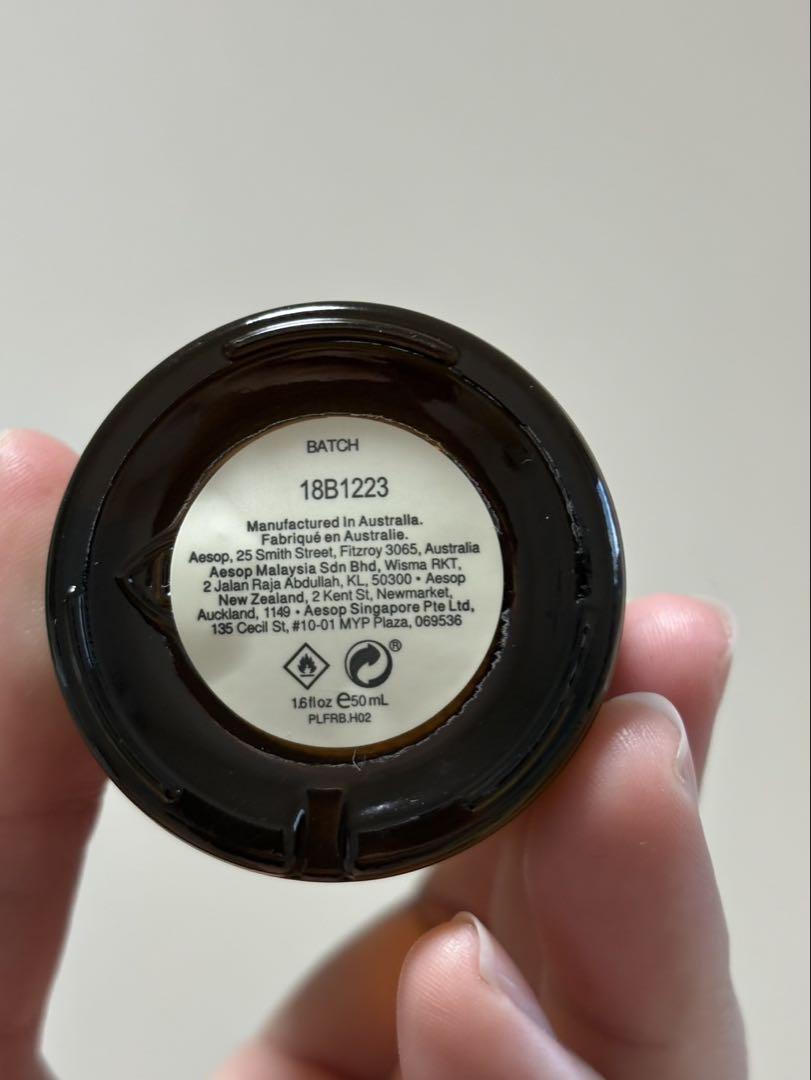 BATCH
18B1223
Manufactured In Australia.
Fabriqué en Australie.
Aesop, 25 Smith Street, Fitzroy 3065, Australia
Aesop Malaysia Sdn Bhd, Wisma RKT,
2 Jalan Raja Abdullah, KL, 50300 • Aesop
New Zealand, 2 Kent St, Newmarket,
Auckland, 1149 • Aesop Singapore Pte Ltd,
135 Cecil St, #10-01 MYP Plaza, 069536
®
1.6 fl oz ℮50 mL
PLFRB.H02